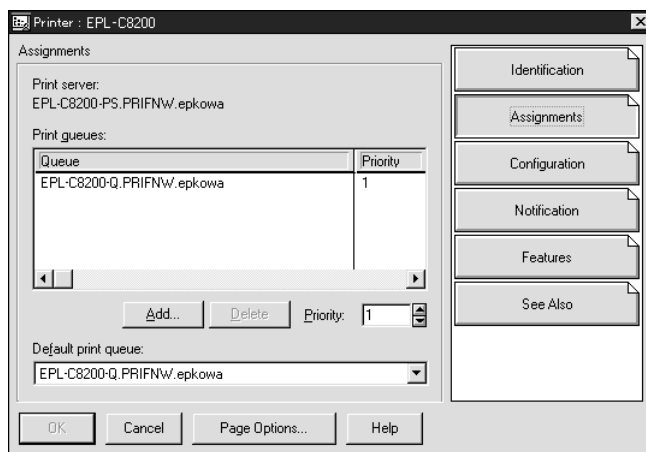 Printer : EPL-C8200
Assignments
Print server:
EPL-C8200-PS.PRIFNW.epkowa
Print queues:
Queue Priority
EPL-C8200-Q.PRIFNW.epkowa 1
Add... Delete Priority: 1
Default print queue:
EPL-C8200-Q.PRIFNW.epkowa
OK Cancel Page Options... Help
Identification
Assignments
Configuration
Notification
Features
See Also